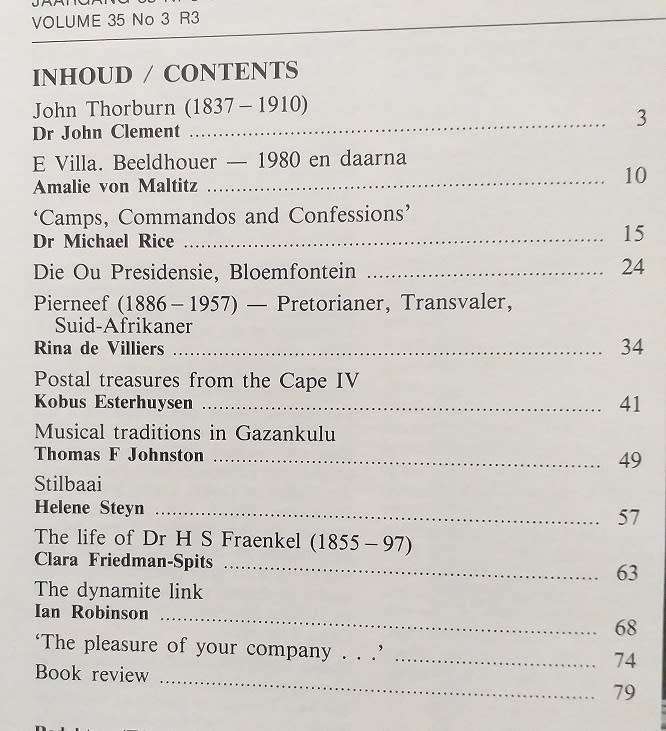 VOLUME 35 No 3 R3
INHOUD / CONTENTS
John Thorburn (1837–1910)
Dr John Clement ........ 3
E Villa. Beeldhouer — 1980 en daarna
Amalie von Maltitz ........ 10
‘Camps, Commandos and Confessions’
Dr Michael Rice ........ 15
Die Ou Presidensie, Bloemfontein ........ 24
Pierneef (1886–1957) — Pretorianer, Transvaler,
Suid-Afrikaner
Rina de Villiers ........ 34
Postal treasures from the Cape IV
Kobus Esterhuysen ........ 41
Musical traditions in Gazankulu
Thomas F Johnston ........ 49
Stilbaai
Helene Steyn ........ 57
The life of Dr H S Fraenkel (1855–97)
Clara Friedman-Spits ........ 63
The dynamite link
Ian Robinson ........ 68
‘The pleasure of your company . . .’ ........ 74
Book review ........ 79